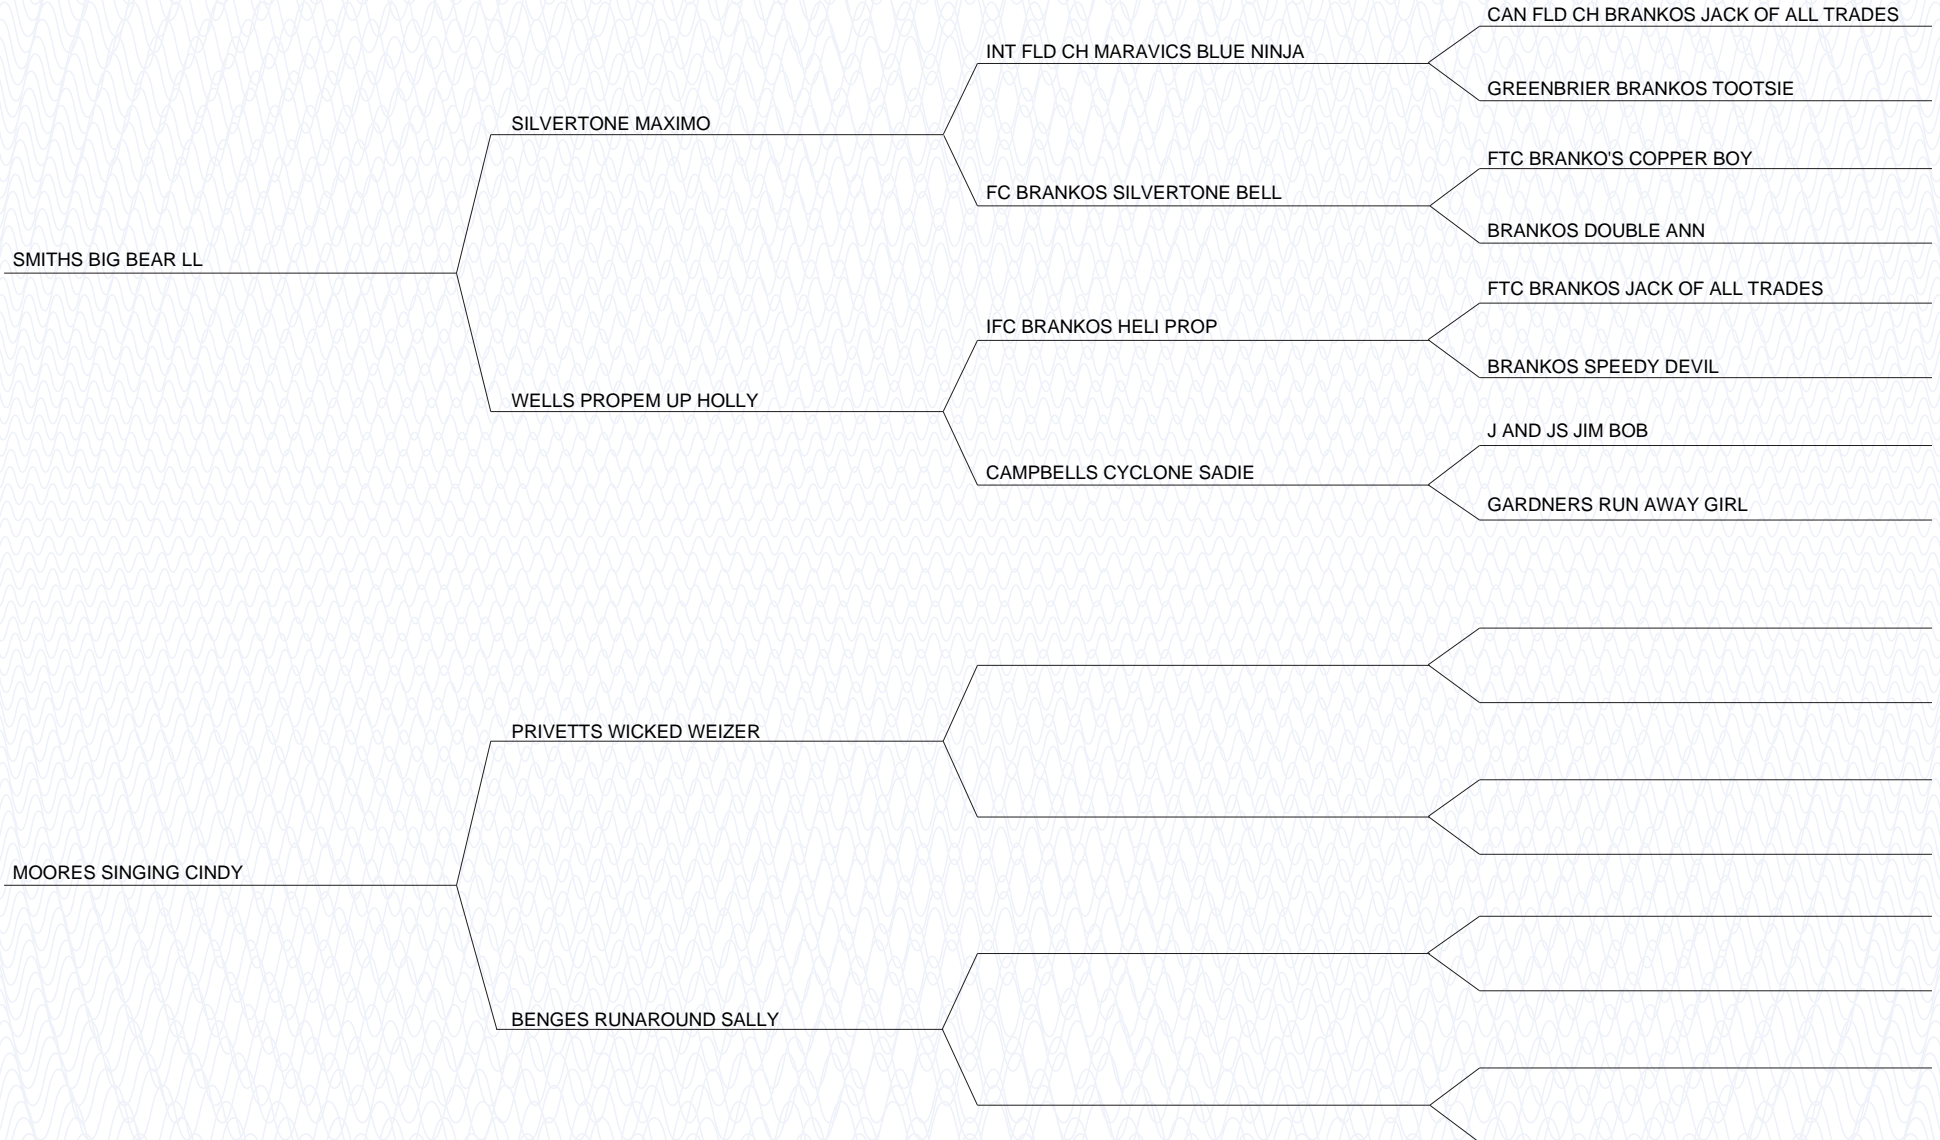 CAN FLD CH BRANKOS JACK OF ALL TRADES
INT FLD CH MARAVICS BLUE NINJA
GREENBRIER BRANKOS TOOTSIE
SILVERTONE MAXIMO
FTC BRANKO'S COPPER BOY
FC BRANKOS SILVERTONE BELL
BRANKOS DOUBLE ANN
SMITHS BIG BEAR LL
FTC BRANKOS JACK OF ALL TRADES
IFC BRANKOS HELI PROP
BRANKOS SPEEDY DEVIL
WELLS PROPEM UP HOLLY
J AND JS JIM BOB
CAMPBELLS CYCLONE SADIE
GARDNERS RUN AWAY GIRL
PRIVETTS WICKED WEIZER
MOORES SINGING CINDY
BENGES RUNAROUND SALLY